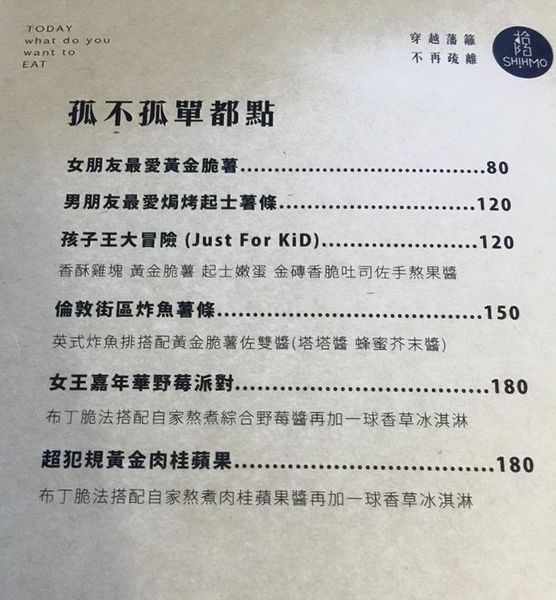 TODAY
what do you
want to
EAT
穿越藩籬
不再疏離
拾陌
SHIHMO
孤不孤單都點
女朋友最愛黃金脆薯........................................80
男朋友最愛焗烤起士薯條................................120
孩子王大冒險 (Just For KiD)..........................120
香酥雞塊 黃金脆薯 起士嫩蛋 金磚香脆吐司佐手熬果醬
倫敦街區炸魚薯條...........................................150
英式炸魚排搭配黃金脆薯佐雙醬(塔塔醬 蜂蜜芥末醬)
女王嘉年華野莓派對.........................................180
布丁脆法搭配自家熬煮綜合野莓醬再加一球香草冰淇淋
超犯規黃金肉桂蘋果.........................................180
布丁脆法搭配自家熬煮肉桂蘋果醬再加一球香草冰淇淋